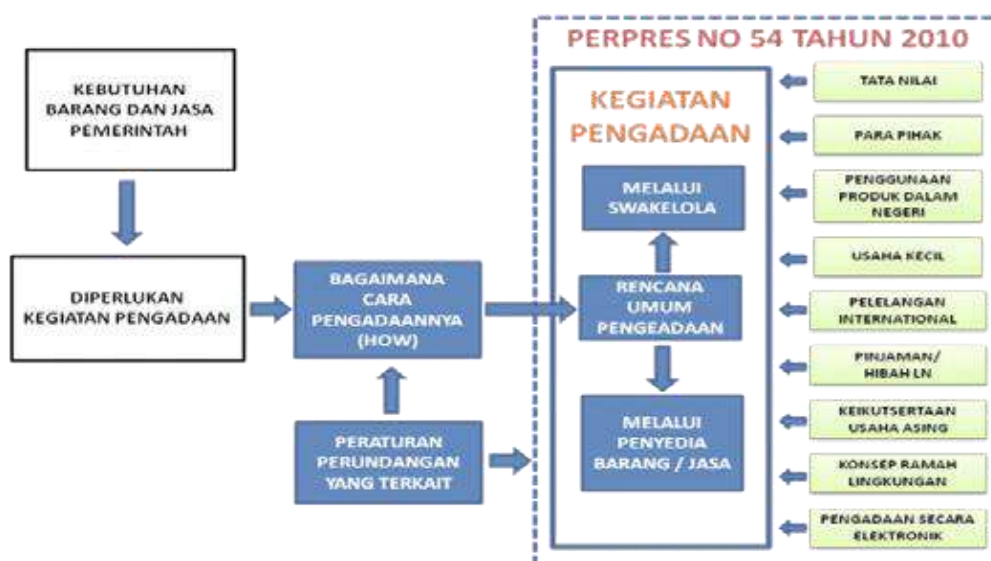 PERPRES NO 54 TAHUN 2010
KEBUTUHAN
BARANG DAN JASA
PEMERINTAH
DIPERLUKAN
KEGIATAN PENGADAAN
BAGAIMANA
CARA
PENGADAANNYA
(HOW)
PERATURAN
PERUNDANGAN
YANG TERKAIT
KEGIATAN
PENGADAAN
MELALUI
SWAKELOLA
RENCANA
UMUM
PENGEADAAN
MELALUI
PENYEDIA
BARANG / JASA
TATA NILAI
PARA PIHAK
PENGGUNAAN
PRODUK DALAM
NEGERI
USAHA KECIL
PELELANGAN
INTERNATIONAL
PINJAMAN/
HIBAH LN
KEIKUTSERTAAN
USAHA ASING
KONSEP RAMAH
LINGKUNGAN
PENGADAAN SECARA
ELEKTRONIK